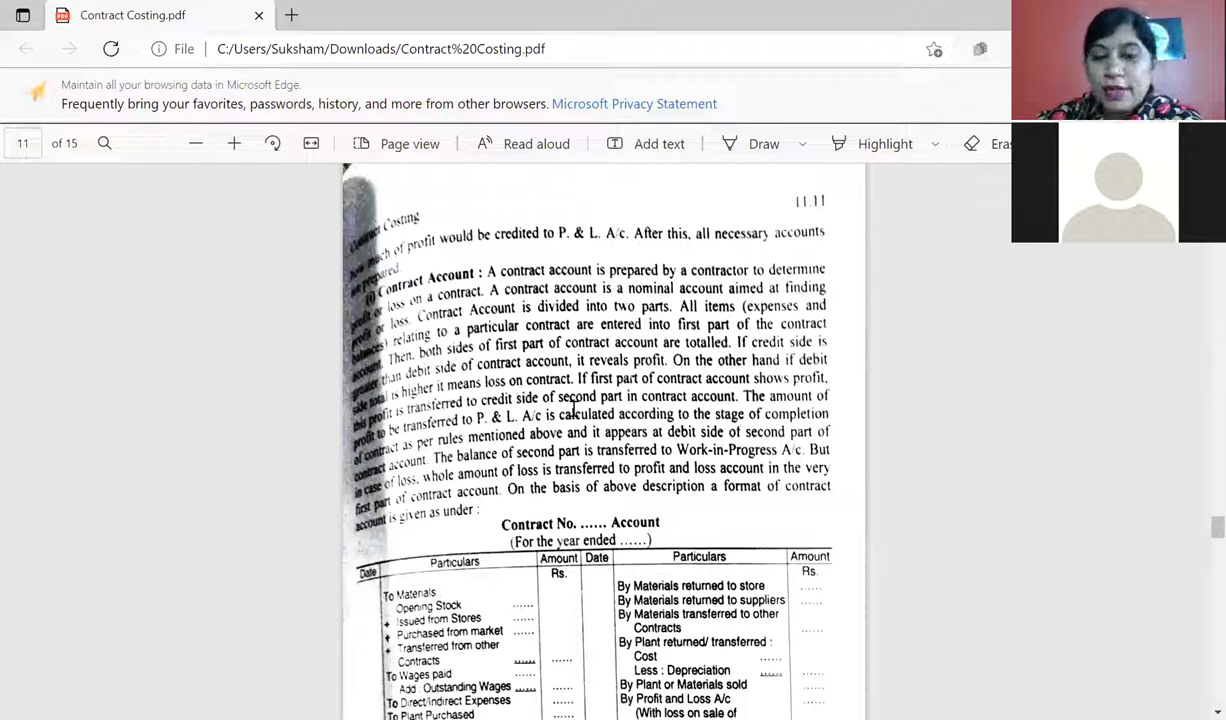 Contract Costing.pdf
File C:/Users/Suksham/Downloads/Contract%20Costing.pdf
Maintain all your browsing data in Microsoft Edge.
Frequently bring your favorites, passwords, history, and more from other browsers. Microsoft Privacy Statement
11 of 15 Page view Read aloud Add text Draw Highlight Eras
Contract Costing 11.11
how much of profit would be credited to P. & L. A/c. After this, all necessary accounts
are prepared.
(i) Contract Account : A contract account is prepared by a contractor to determine
profit or loss on a contract. A contract account is a nominal account aimed at finding
profit or loss. Contract Account is divided into two parts. All items (expenses and
balances) relating to a particular contract are entered into first part of the contract
account. Then, both sides of first part of contract account are totalled. If credit side is
greater than debit side of contract account, it reveals profit. On the other hand if debit
side total is higher it means loss on contract. If first part of contract account shows profit,
this profit is transferred to credit side of second part in contract account. The amount of
profit to be transferred to P. & L. A/c is calculated according to the stage of completion
of contract as per rules mentioned above and it appears at debit side of second part of
contract account. The balance of second part is transferred to Work-in-Progress A/c. But
in case of loss, whole amount of loss is transferred to profit and loss account in the very
first part of contract account. On the basis of above description a format of contract
account is given as under :
Contract No. ...... Account
(For the year ended ......)
Date Particulars Amount Date Particulars Amount
Rs. Rs.
To Materials
Opening Stock ......
+ Issued from Stores ......
+ Purchased from market ......
+ Transferred from other
Contracts ...... ......
To Wages paid ......
Add : Outstanding Wages ...... ......
To Direct/Indirect Expenses ......
To Plant Purchased
By Materials returned to store ......
By Materials returned to suppliers ......
By Materials transferred to other
Contracts ......
By Plant returned/ transferred :
Cost ......
Less : Depreciation ...... ......
By Plant or Materials sold ......
By Profit and Loss A/c ......
(With loss on sale of